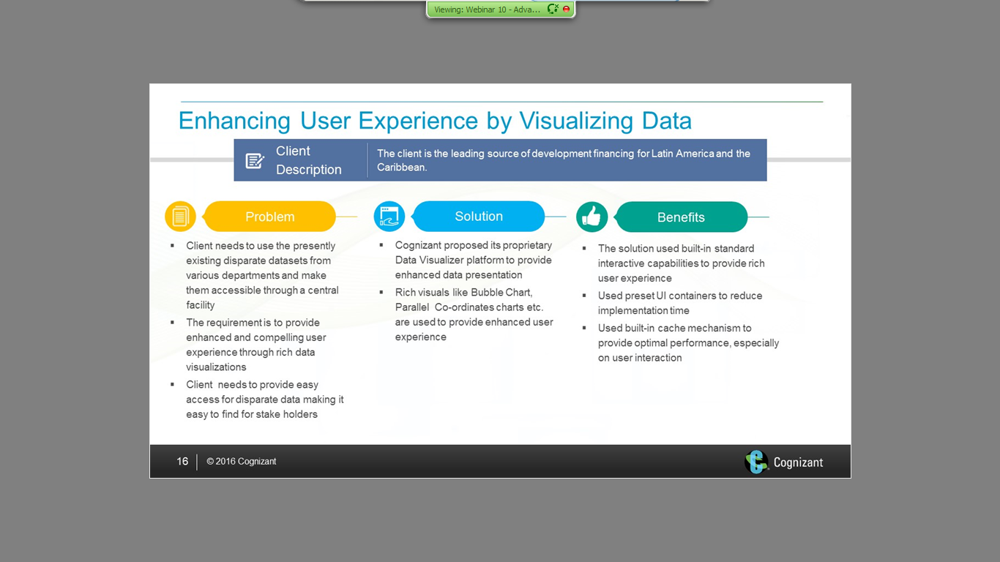 Viewing: Webinar 10 - Adva...
Enhancing User Experience by Visualizing Data
Client
Description
The client is the leading source of development financing for Latin America and the
Caribbean.
Problem
▪ Client needs to use the presently
existing disparate datasets from
various departments and make
them accessible through a central
facility
▪ The requirement is to provide
enhanced and compelling user
experience through rich data
visualizations
▪ Client needs to provide easy
access for disparate data making it
easy to find for stake holders
Solution
▪ Cognizant proposed its proprietary
Data Visualizer platform to provide
enhanced data presentation
▪ Rich visuals like Bubble Chart,
Parallel Co-ordinates charts etc.
are used to provide enhanced user
experience
Benefits
▪ The solution used built-in standard
interactive capabilities to provide rich
user experience
▪ Used preset UI containers to reduce
implementation time
▪ Used built-in cache mechanism to
provide optimal performance, especially
on user interaction
16
© 2016 Cognizant
Cognizant